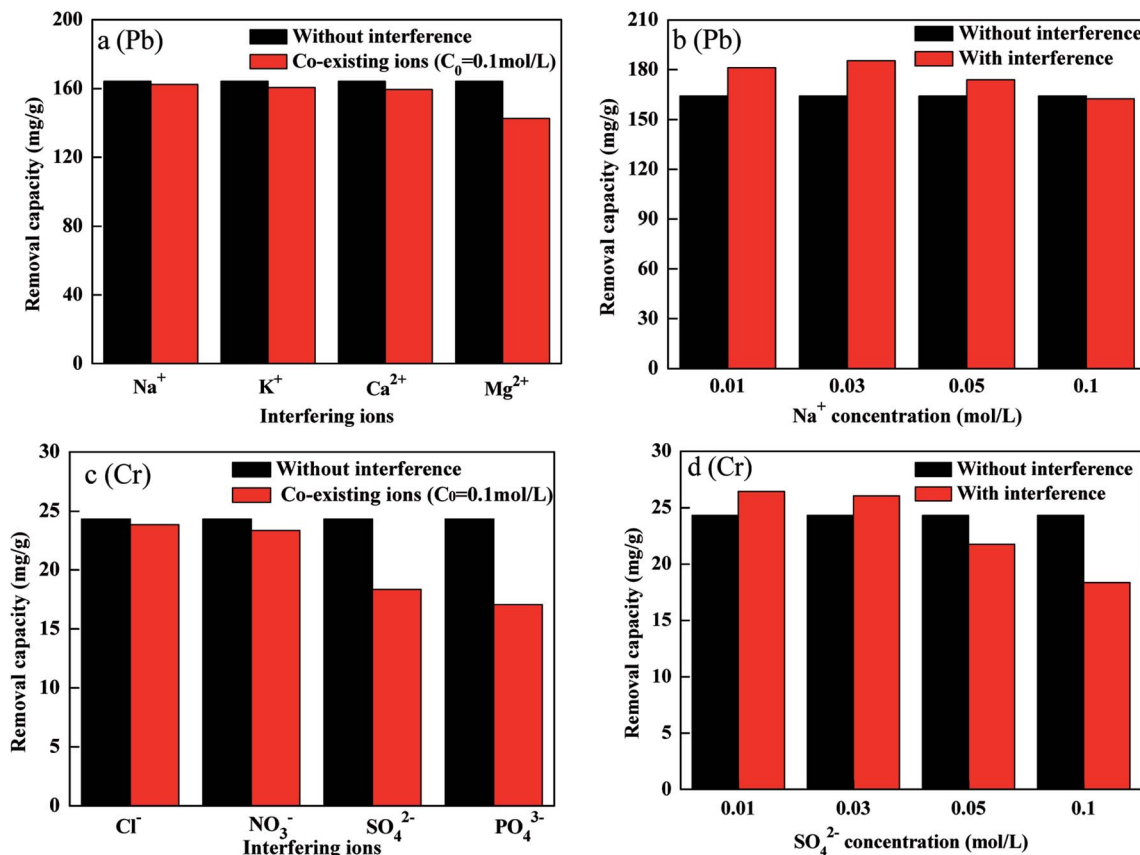 a (Pb)
Without interference
Co-existing ions (C₀=0.1mol/L)
Removal capacity (mg/g)
200
160
120
80
40
0
Na⁺ K⁺ Ca²⁺ Mg²⁺
Interfering ions
b (Pb)
Without interference
With interference
Removal capacity (mg/g)
210
180
150
120
90
60
30
0
0.01 0.03 0.05 0.1
Na⁺ concentration (mol/L)
c (Cr)
Without interference
Co-existing ions (C₀=0.1mol/L)
Removal capacity (mg/g)
30
25
20
15
10
5
0
Cl⁻ NO₃⁻ SO₄²⁻ PO₄³⁻
Interfering ions
d (Cr)
Without interference
With interference
Removal capacity (mg/g)
30
25
20
15
10
5
0
0.01 0.03 0.05 0.1
SO₄²⁻ concentration (mol/L)